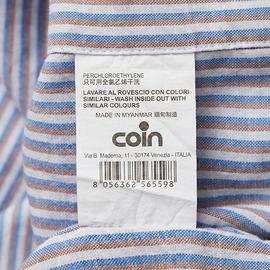 PERCHLOROETHYLENE
只可用全氯乙烯干洗
LAVARE AL ROVESCIO CON COLORI
SIMILARI - WASH INSIDE OUT WITH
SIMILAR COLOURS
MADE IN MYANMAR 缅甸制造
coin
Via B. Maderna, 11 - 30174 Venezia - ITALIA
8 056362 565598